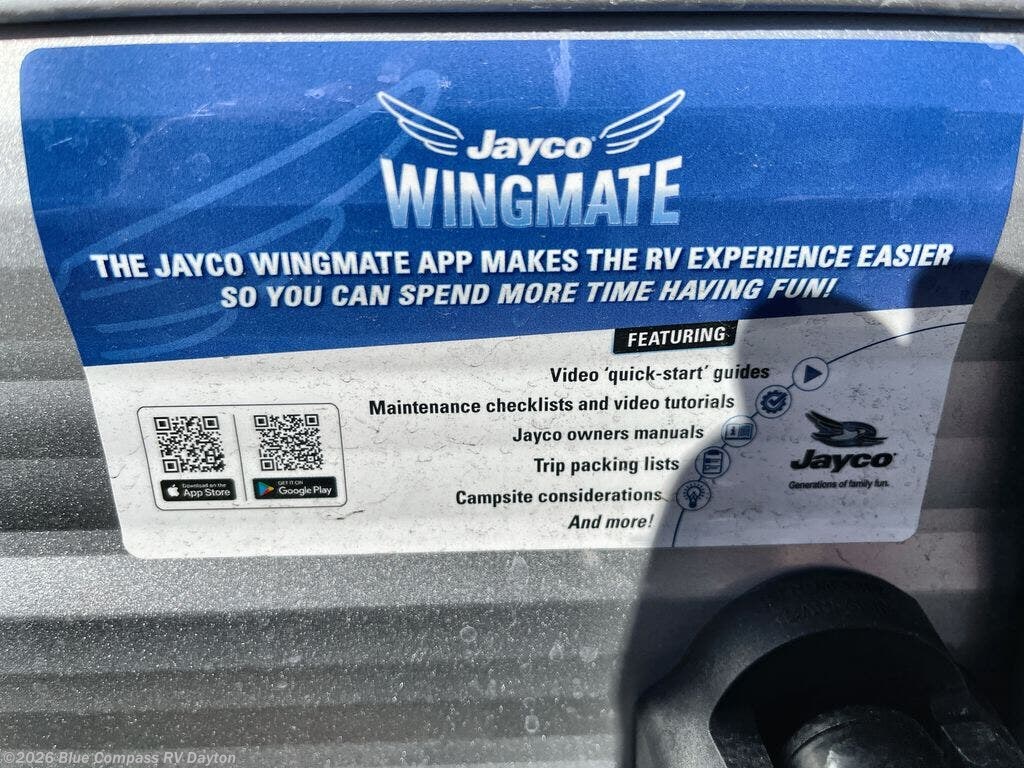 Jayco
WINGMATE
THE JAYCO WINGMATE APP MAKES THE RV EXPERIENCE EASIER
SO YOU CAN SPEND MORE TIME HAVING FUN!
FEATURING
Video 'quick-start' guides
Maintenance checklists and video tutorials
Jayco owners manuals
Trip packing lists
Campsite considerations
And more!
Download on the
App Store
GET IT ON
Google Play
Jayco
Generations of family fun.
©2026 Blue Compass RV Dayton